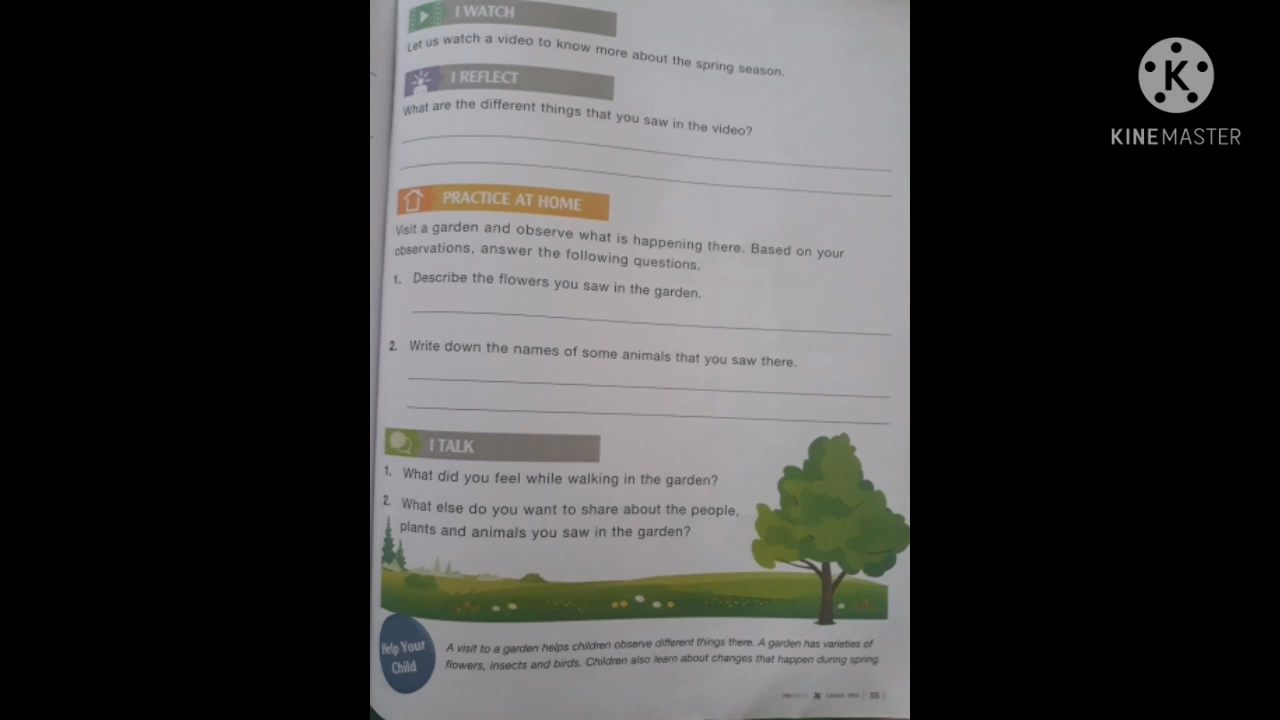 I WATCH
Let us watch a video to know more about the spring season.
I REFLECT
What are the different things that you saw in the video?
PRACTICE AT HOME
Visit a garden and observe what is happening there. Based on your
observations, answer the following questions.
1. Describe the flowers you saw in the garden.
2. Write down the names of some animals that you saw there.
I TALK
1. What did you feel while walking in the garden?
2. What else do you want to share about the people,
plants and animals you saw in the garden?
Help Your
Child
A visit to a garden helps children observe different things there. A garden has varieties of
flowers, insects and birds. Children also learn about changes that happen during spring.
GRADE TWO | 55 |
K
KINEMASTER